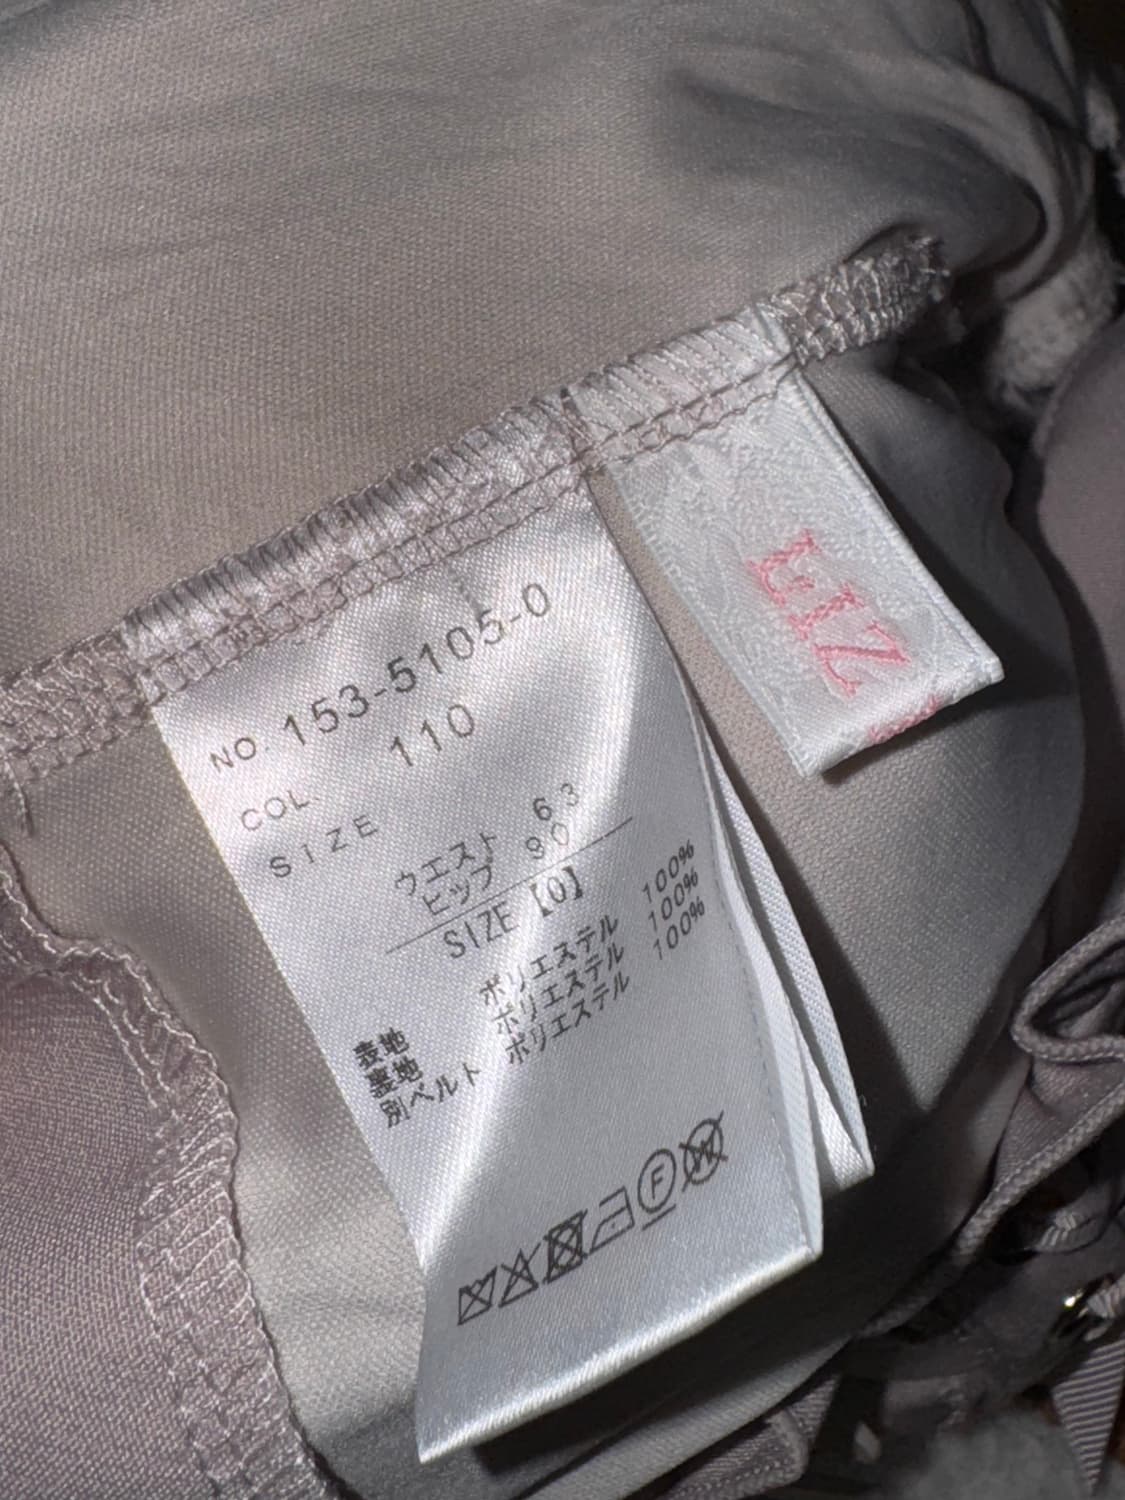 NO. 153-5105-0
COL. 110
SIZE
ウエスト 63
ヒップ 90
SIZE【0】
表地 ポリエステル 100%
裏地 ポリエステル 100%
別ベルト ポリエステル 100%
F
W
LIZ